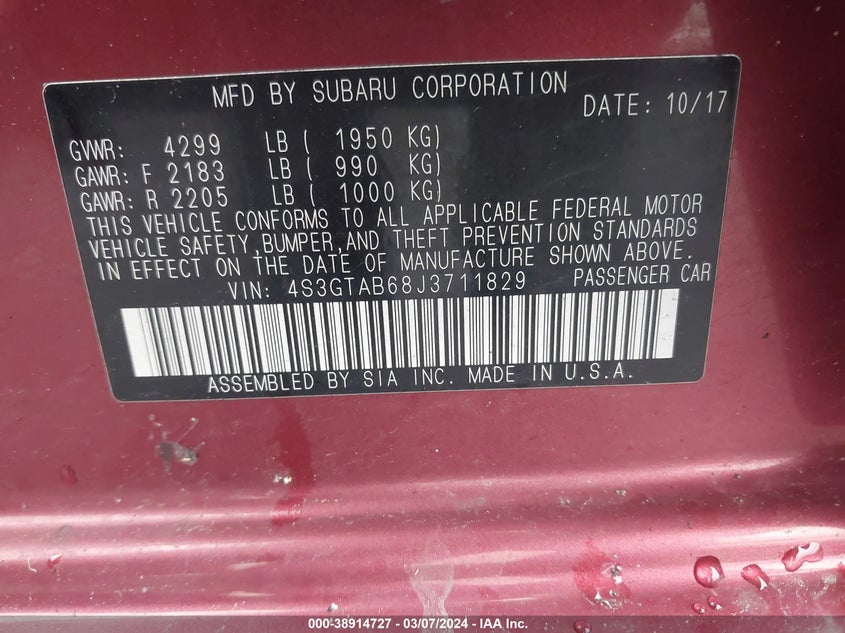 MFD BY SUBARU CORPORATION DATE: 10/17
GVWR: 4299 LB ( 1950 KG)
GAWR: F 2183 LB ( 990 KG)
GAWR: R 2205 LB ( 1000 KG)
THIS VEHICLE CONFORMS TO ALL APPLICABLE FEDERAL MOTOR
VEHICLE SAFETY,BUMPER,AND THEFT PREVENTION STANDARDS
IN EFFECT ON THE DATE OF MANUFACTURE SHOWN ABOVE.
VIN: 4S3GTAB68J3711829 PASSENGER CAR
ASSEMBLED BY SIA INC. MADE IN U.S.A.
000-38914727 - 03/07/2024 - IAA Inc.